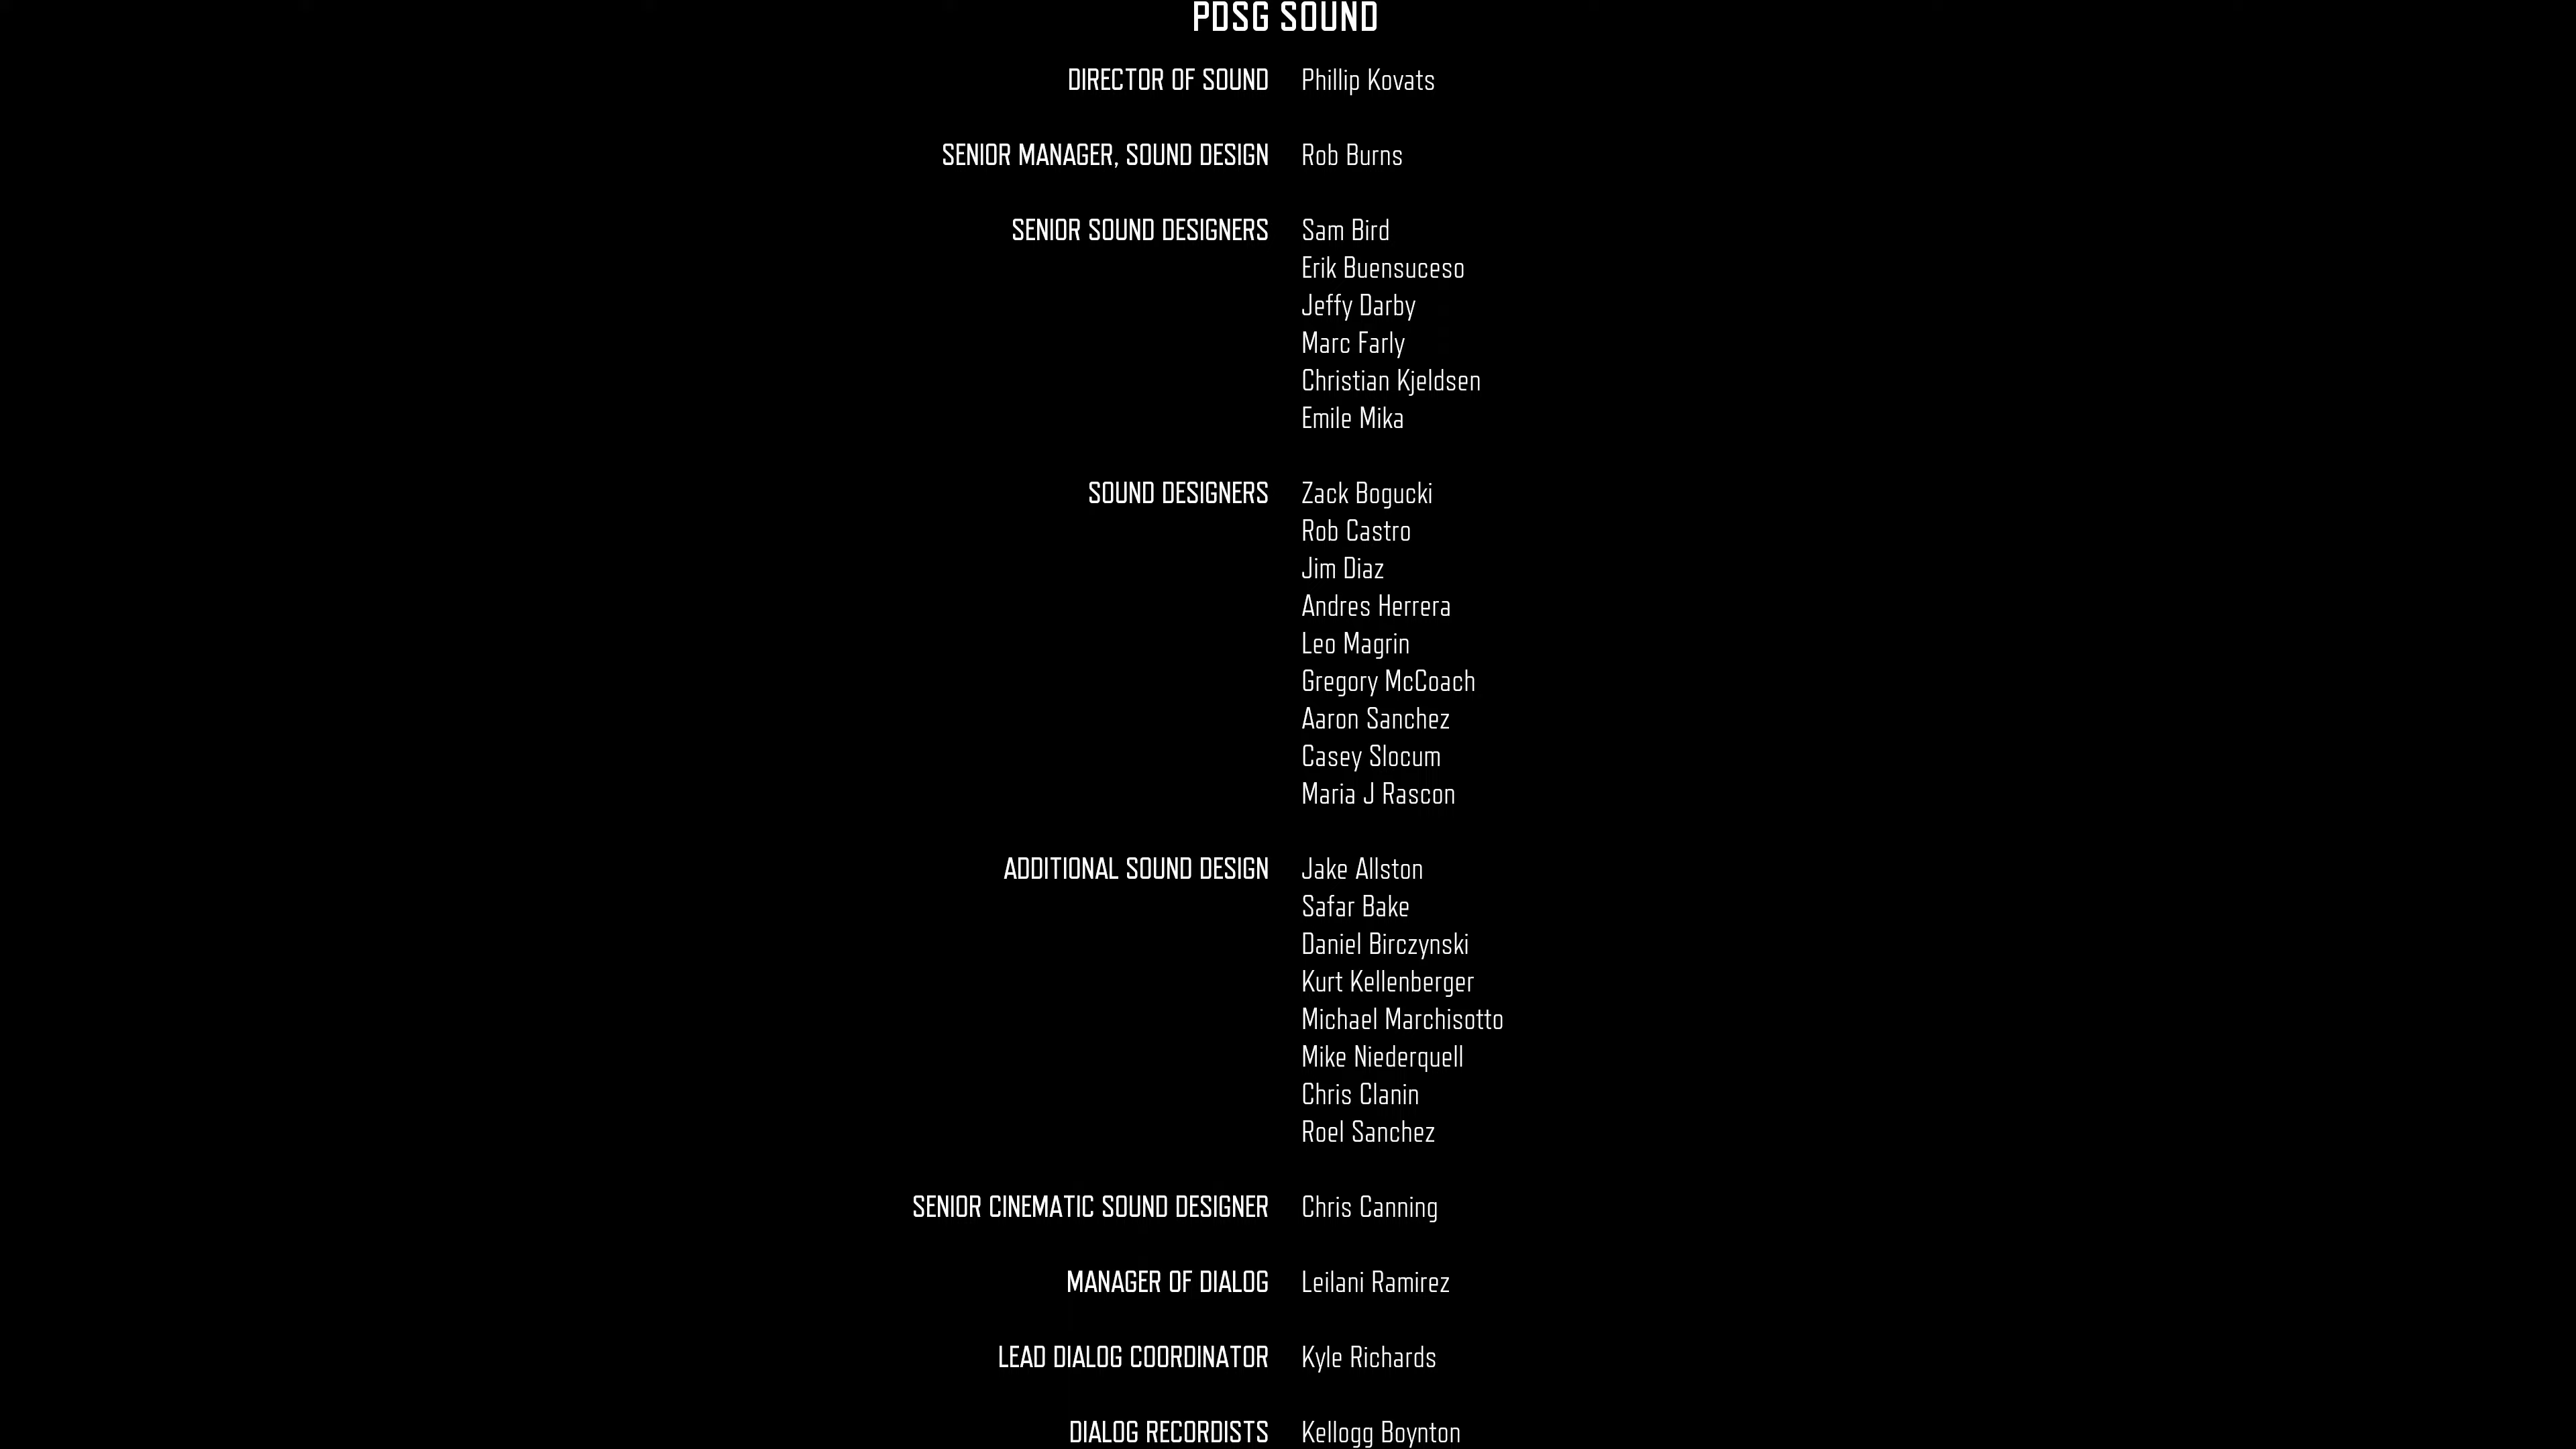 PDSG SOUND
DIRECTOR OF SOUND Phillip Kovats
SENIOR MANAGER, SOUND DESIGN Rob Burns
SENIOR SOUND DESIGNERS Sam Bird
Erik Buensuceso
Jeffy Darby
Marc Farly
Christian Kjeldsen
Emile Mika
SOUND DESIGNERS Zack Bogucki
Rob Castro
Jim Diaz
Andres Herrera
Leo Magrin
Gregory McCoach
Aaron Sanchez
Casey Slocum
Maria J Rascon
ADDITIONAL SOUND DESIGN Jake Allston
Safar Bake
Daniel Birczynski
Kurt Kellenberger
Michael Marchisotto
Mike Niederquell
Chris Clanin
Roel Sanchez
SENIOR CINEMATIC SOUND DESIGNER Chris Canning
MANAGER OF DIALOG Leilani Ramirez
LEAD DIALOG COORDINATOR Kyle Richards
DIALOG RECORDISTS Kellogg Boynton